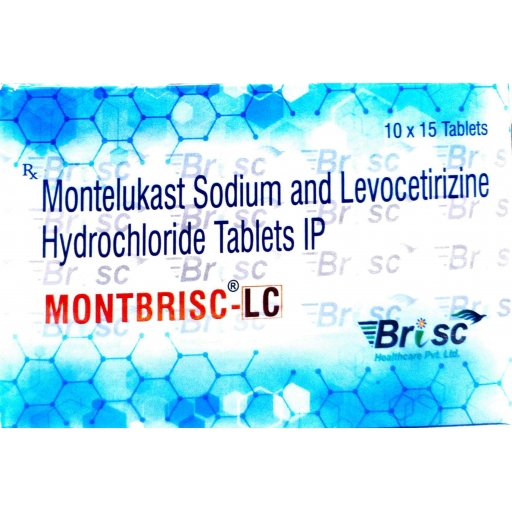 10 x 15 Tablets
Rx
Montelukast Sodium and Levocetirizine
Hydrochloride Tablets IP
MONTBRISC-LC®
Brisc
Healthcare Pvt. Ltd.